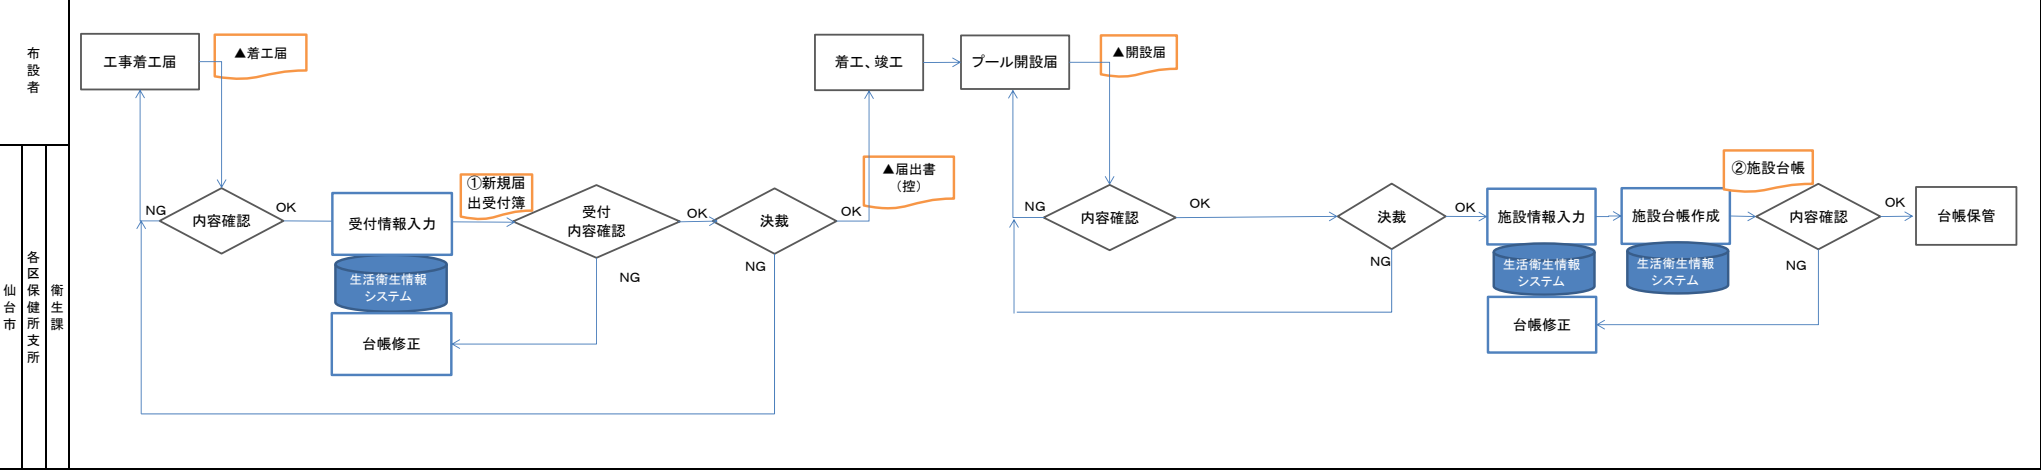 布設者
仙台市
各区保健所支所
衛生課
工事着工届
▲着工届
NG
内容確認
OK
受付情報入力
生活衛生情報
システム
台帳修正
①新規届
出受付簿
受付
内容確認
OK
NG
決裁
OK
NG
▲届出書
（控）
着工、竣工
プール開設届
▲開設届
NG
内容確認
OK
決裁
OK
NG
施設情報入力
生活衛生情報
システム
台帳修正
施設台帳作成
生活衛生情報
システム
②施設台帳
内容確認
OK
NG
台帳保管